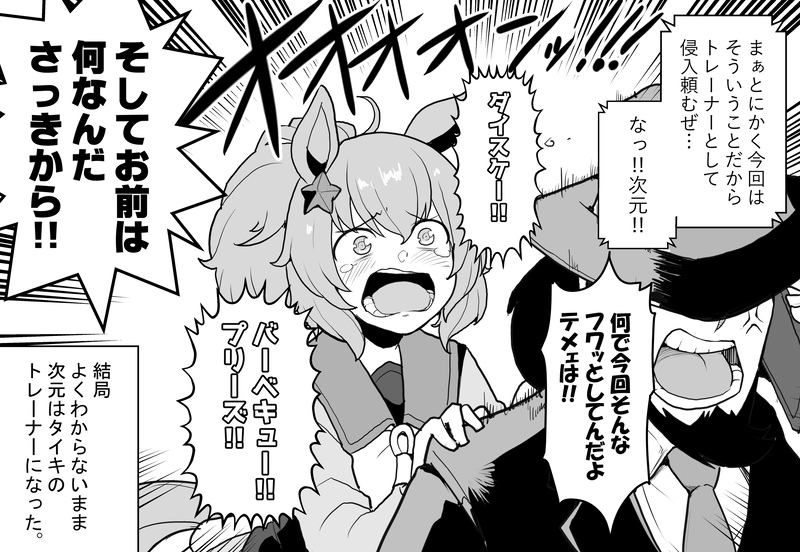 まぁとにかく今回は
そういうことだから
トレーナーとして
侵入頼むぜ…
なっ!!次元!!
オオオォーンッ!!!
ダイスケー!!
何で今回そんな
フワッとしてんだよ
テメェは!!
バーベキュー!!
プリーズ!!
そしてお前は
何なんだ
さっきから!!
結局
よくわからないまま
次元はタイキの
トレーナーになった。